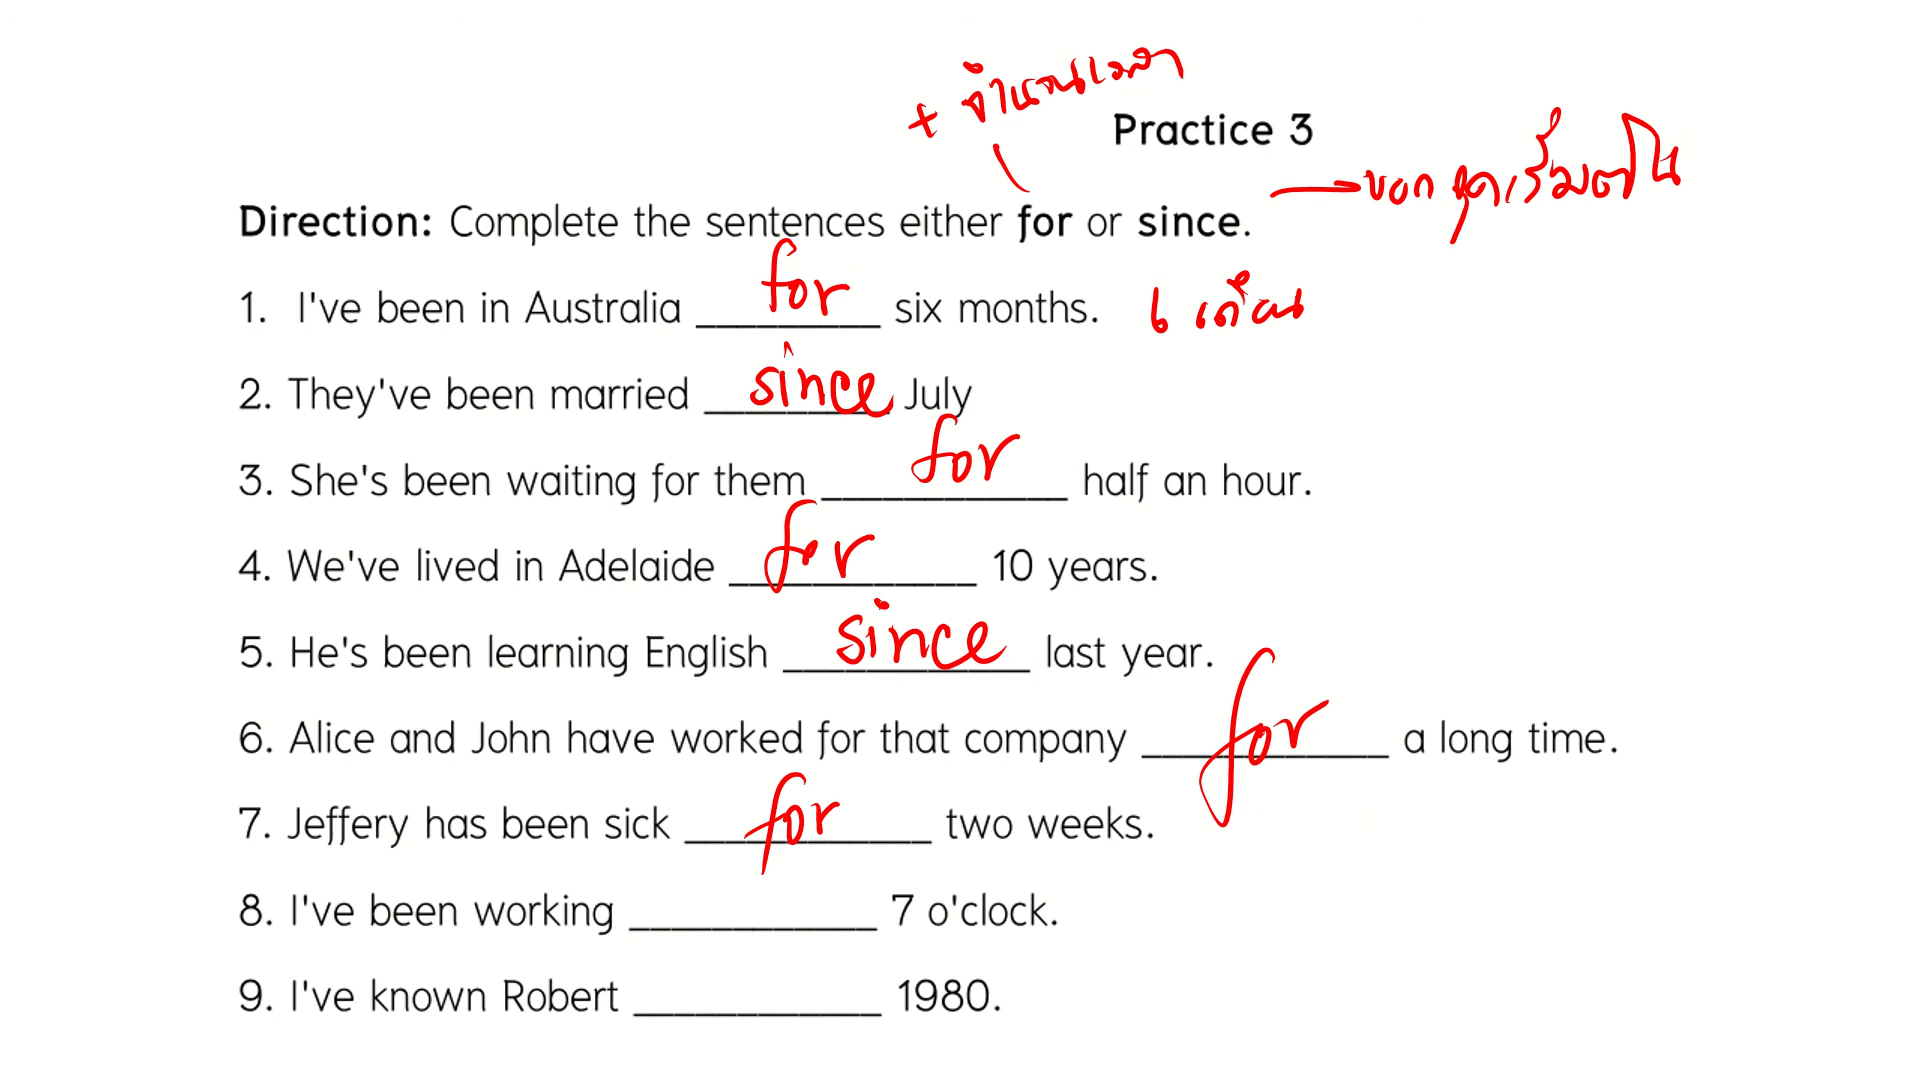 + จำนวนเวลา
Practice 3
บอกจุดเริ่มต้น
Direction: Complete the sentences either for or since.
1. I've been in Australia for six months. 6 เดือน
2. They've been married since July
3. She's been waiting for them for half an hour.
4. We've lived in Adelaide for 10 years.
5. He's been learning English since last year.
6. Alice and John have worked for that company for a long time.
7. Jeffery has been sick for two weeks.
8. I've been working ____________ 7 o'clock.
9. I've known Robert ____________ 1980.